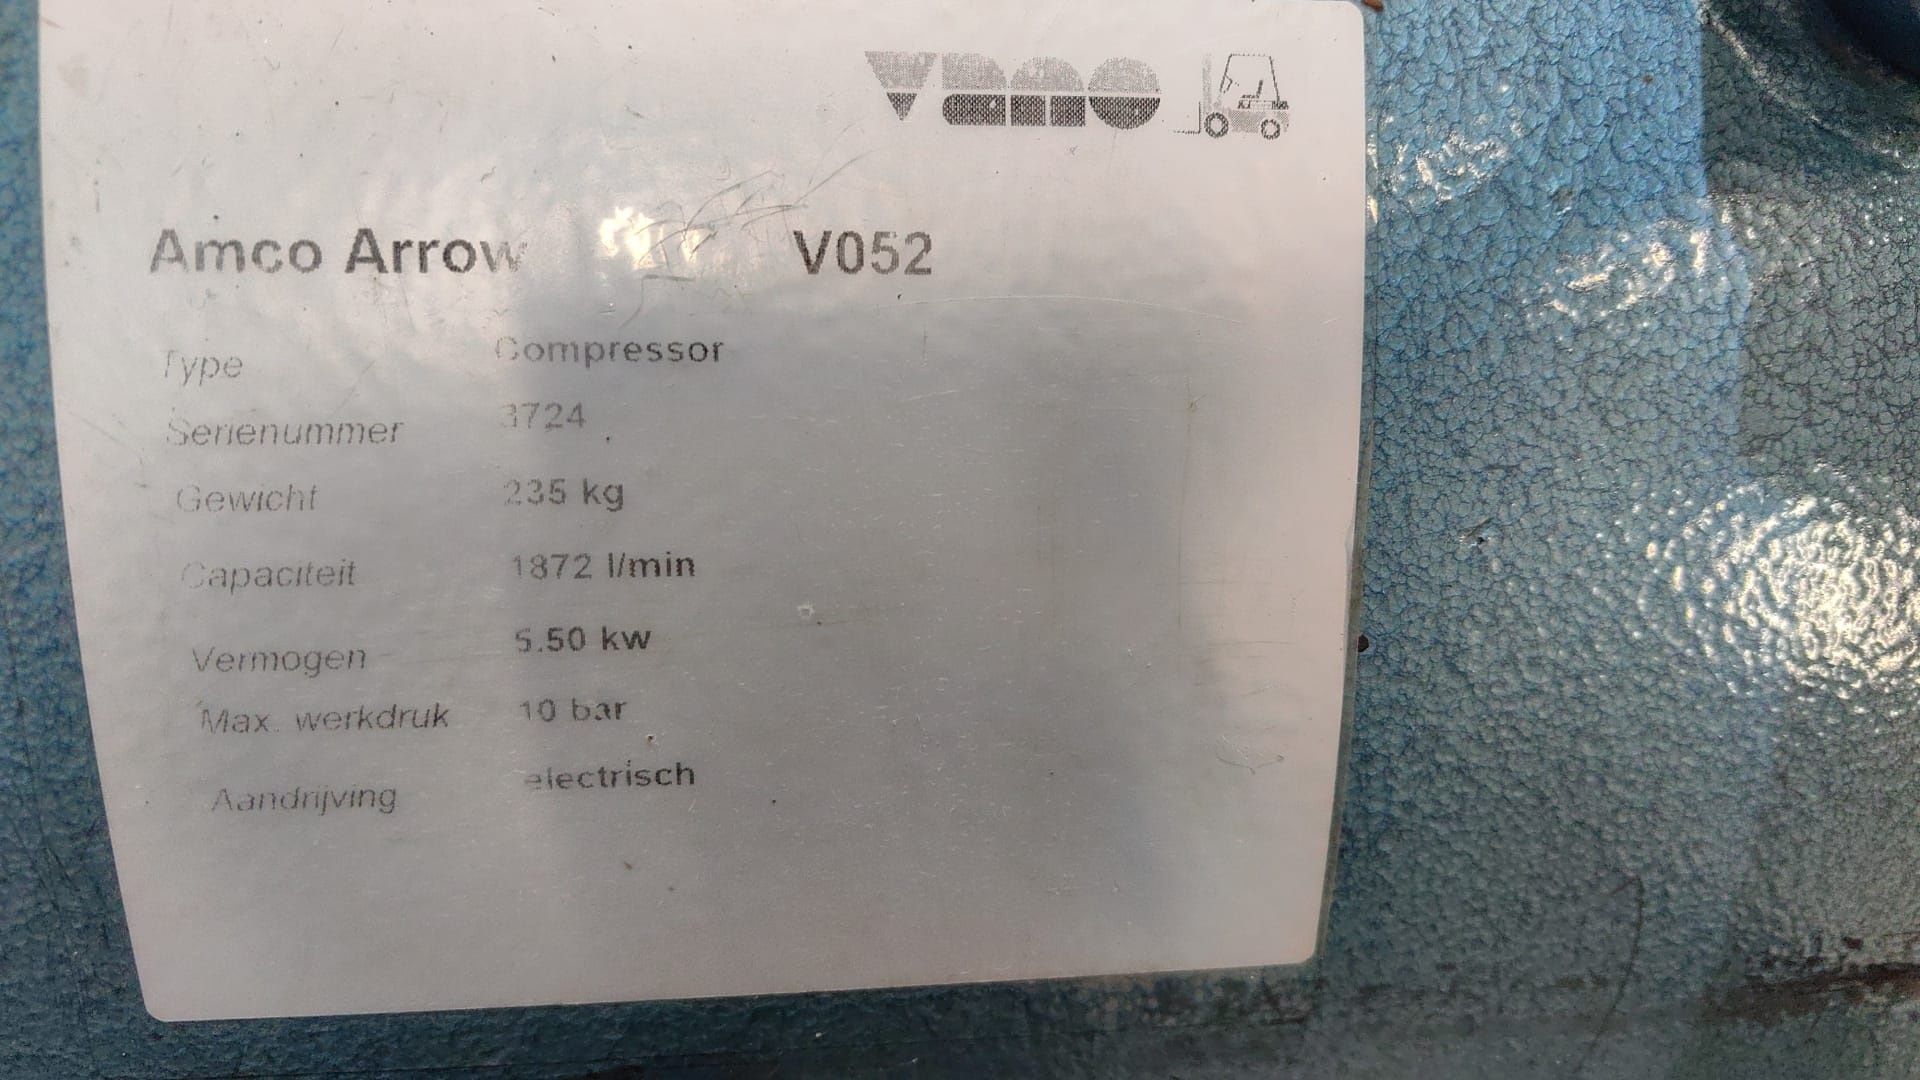 vano
Amco Arrow V052
Type Compressor
Serienummer 3724
Gewicht 235 kg
Capaciteit 1872 l/min
Vermogen 5.50 kw
Max. werkdruk 10 bar
Aandrijving electrisch